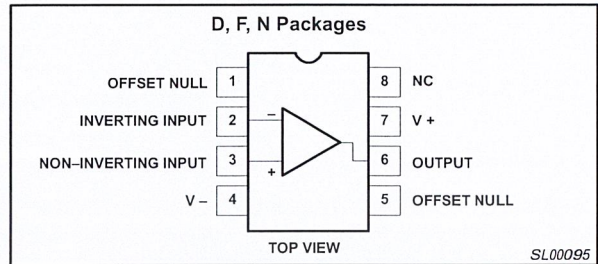 D, F, N Packages
OFFSET NULL 1 8 NC
INVERTING INPUT 2 – 7 V +
NON–INVERTING INPUT 3 + 6 OUTPUT
V – 4 5 OFFSET NULL
TOP VIEW
SL00095